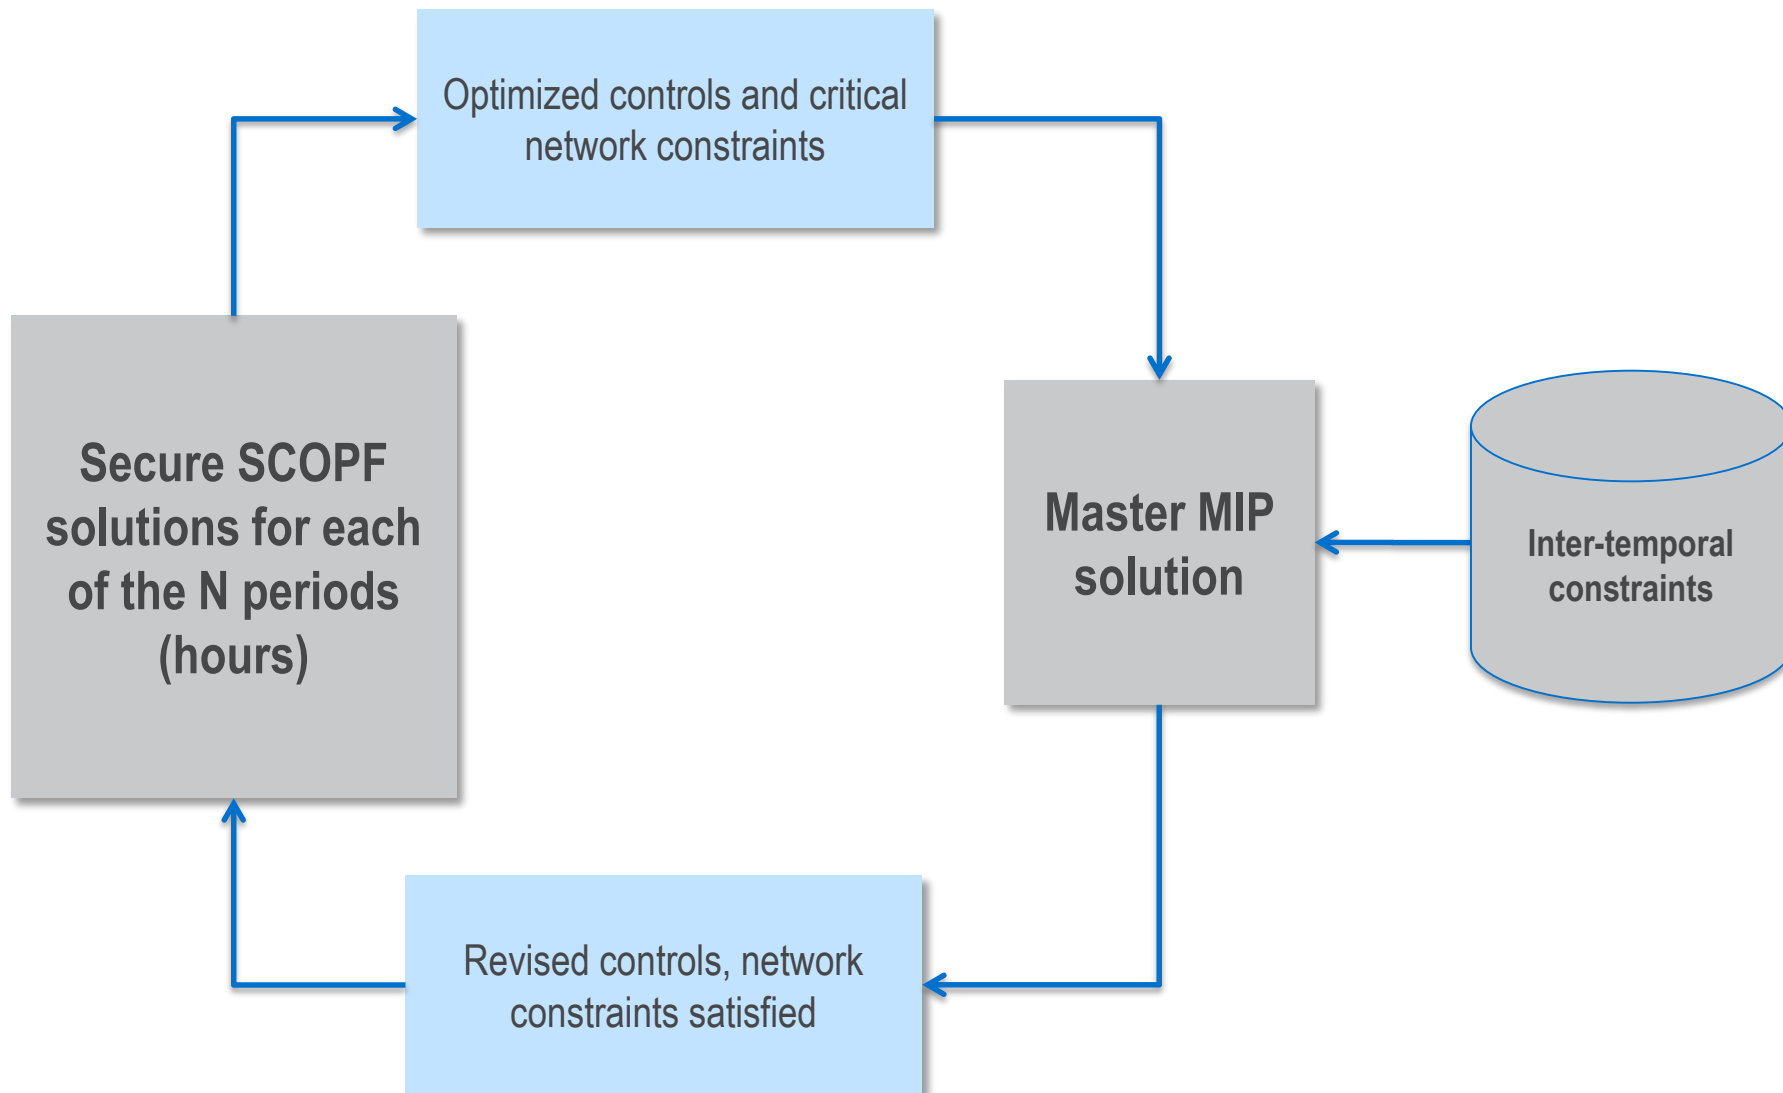 Optimized controls and critical
network constraints
Secure SCOPF
solutions for each
of the N periods
(hours)
Master MIP
solution
Inter-temporal
constraints
Revised controls, network
constraints satisfied